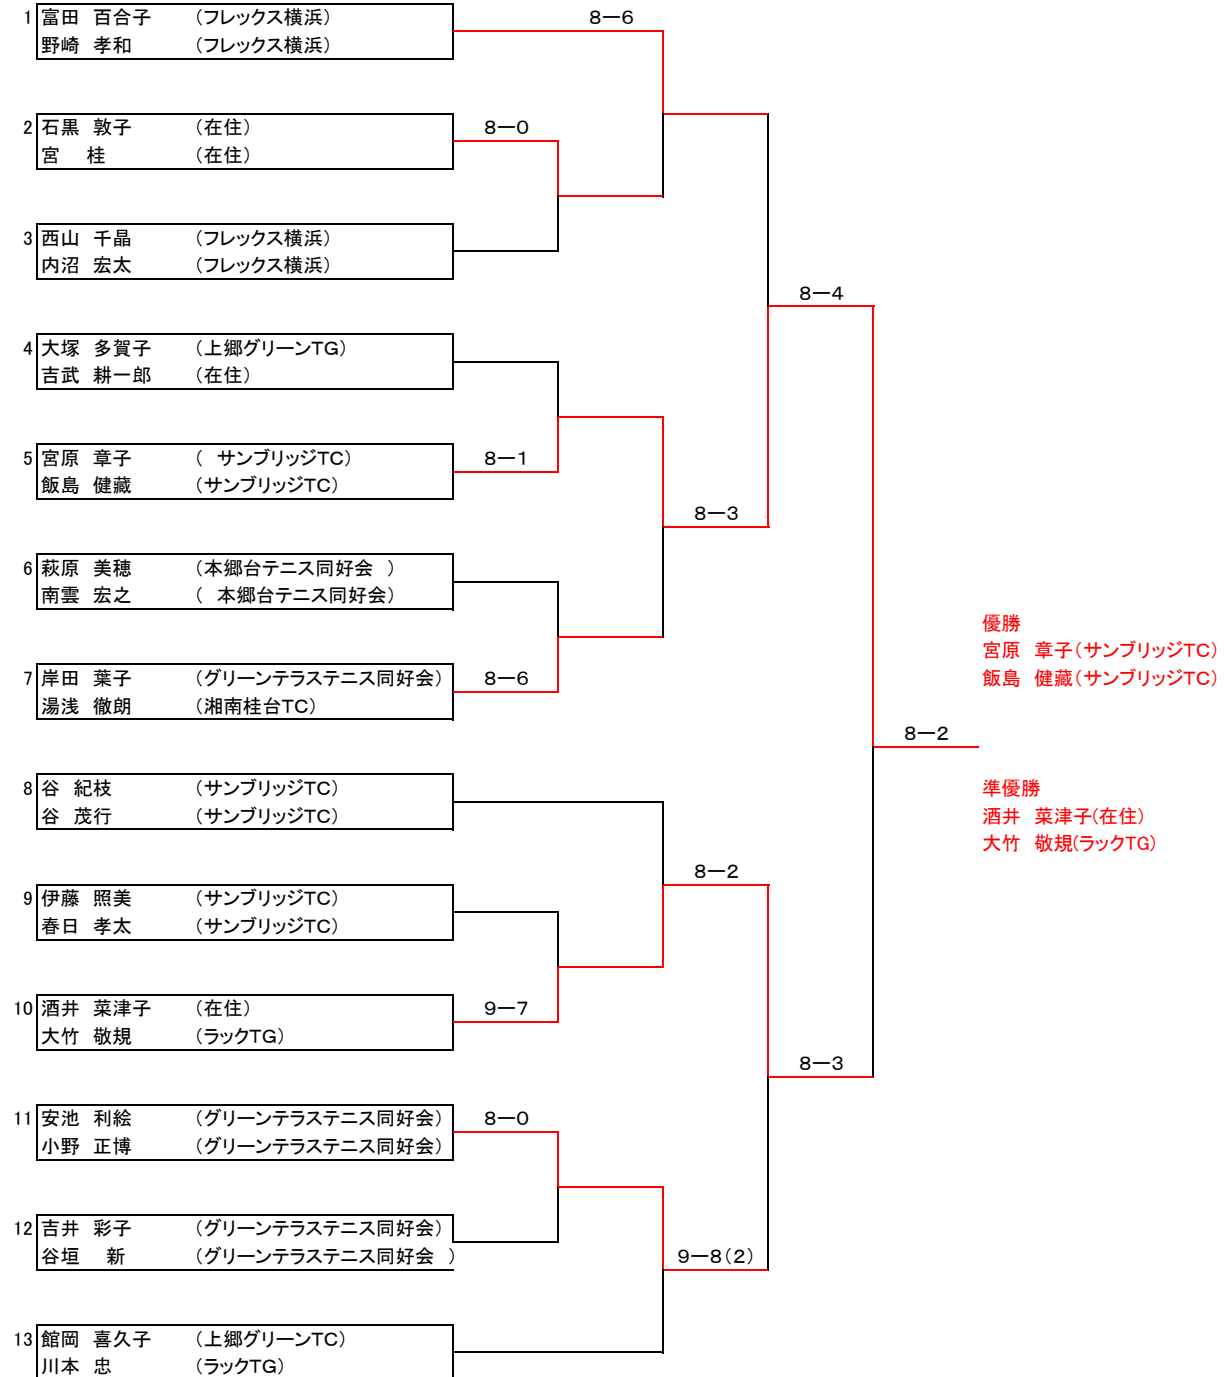 1 富田 百合子 (フレックス横浜) 8-6
野崎 孝和 (フレックス横浜)
2 石黒 敦子 (在住) 8-0
宮 桂 (在住)
3 西山 千晶 (フレックス横浜)
内沼 宏太 (フレックス横浜)
8-4
4 大塚 多賀子 (上郷グリーンTG)
吉武 耕一郎 (在住)
5 宮原 章子 ( サンブリッジTC) 8-1
飯島 健藏 (サンブリッジTC)
8-3
6 萩原 美穂 (本郷台テニス同好会 )
南雲 宏之 ( 本郷台テニス同好会)
優勝
宮原 章子(サンブリッジTC)
7 岸田 葉子 (グリーンテラステニス同好会) 8-6
飯島 健藏(サンブリッジTC)
湯浅 徹朗 (湘南桂台TC)
8-2
8 谷 紀枝 (サンブリッジTC)
準優勝
谷 茂行 (サンブリッジTC)
酒井 菜津子(在住)
大竹 敬規(ラックTG)
8-2
9 伊藤 照美 (サンブリッジTC)
春日 孝太 (サンブリッジTC)
10 酒井 菜津子 (在住) 9-7
大竹 敬規 (ラックTG)
8-3
11 安池 利絵 (グリーンテラステニス同好会) 8-0
小野 正博 (グリーンテラステニス同好会)
12 吉井 彩子 (グリーンテラステニス同好会)
谷垣 新 (グリーンテラステニス同好会 ) 9-8(2)
13 館岡 喜久子 (上郷グリーンTC)
川本 忠 (ラックTG)